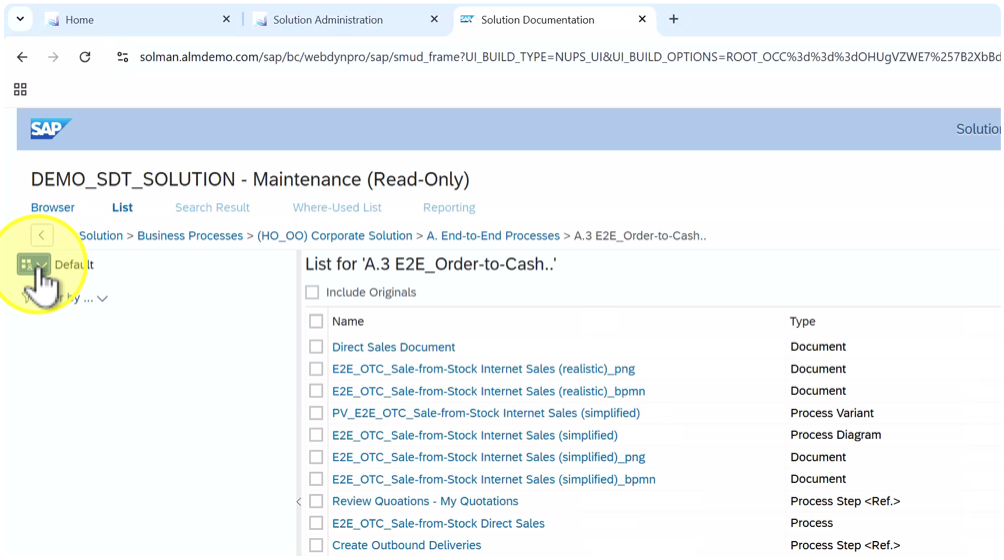 Home
Solution Administration
Solution Documentation
solman.almdemo.com/sap/bc/webdynpro/sap/smud_frame?UI_BUILD_TYPE=NUPS_UI&UI_BUILD_OPTIONS=ROOT_OCC%3d%3d%3dOHUgVZWE7%257B2XbBd
SAP
Solution
DEMO_SDT_SOLUTION - Maintenance (Read-Only)
Browser List Search Result Where-Used List Reporting
Solution > Business Processes > (HO_OO) Corporate Solution > A. End-to-End Processes > A.3 E2E_Order-to-Cash..
Default
by ...
List for 'A.3 E2E_Order-to-Cash..'
Include Originals
Name Type
Direct Sales Document Document
E2E_OTC_Sale-from-Stock Internet Sales (realistic)_png Document
E2E_OTC_Sale-from-Stock Internet Sales (realistic)_bpmn Document
PV_E2E_OTC_Sale-from-Stock Internet Sales (simplified) Process Variant
E2E_OTC_Sale-from-Stock Internet Sales (simplified) Process Diagram
E2E_OTC_Sale-from-Stock Internet Sales (simplified)_png Document
E2E_OTC_Sale-from-Stock Internet Sales (simplified)_bpmn Document
Review Quoations - My Quotations Process Step <Ref.>
E2E_OTC_Sale-from-Stock Direct Sales Process
Create Outbound Deliveries Process Step <Ref.>